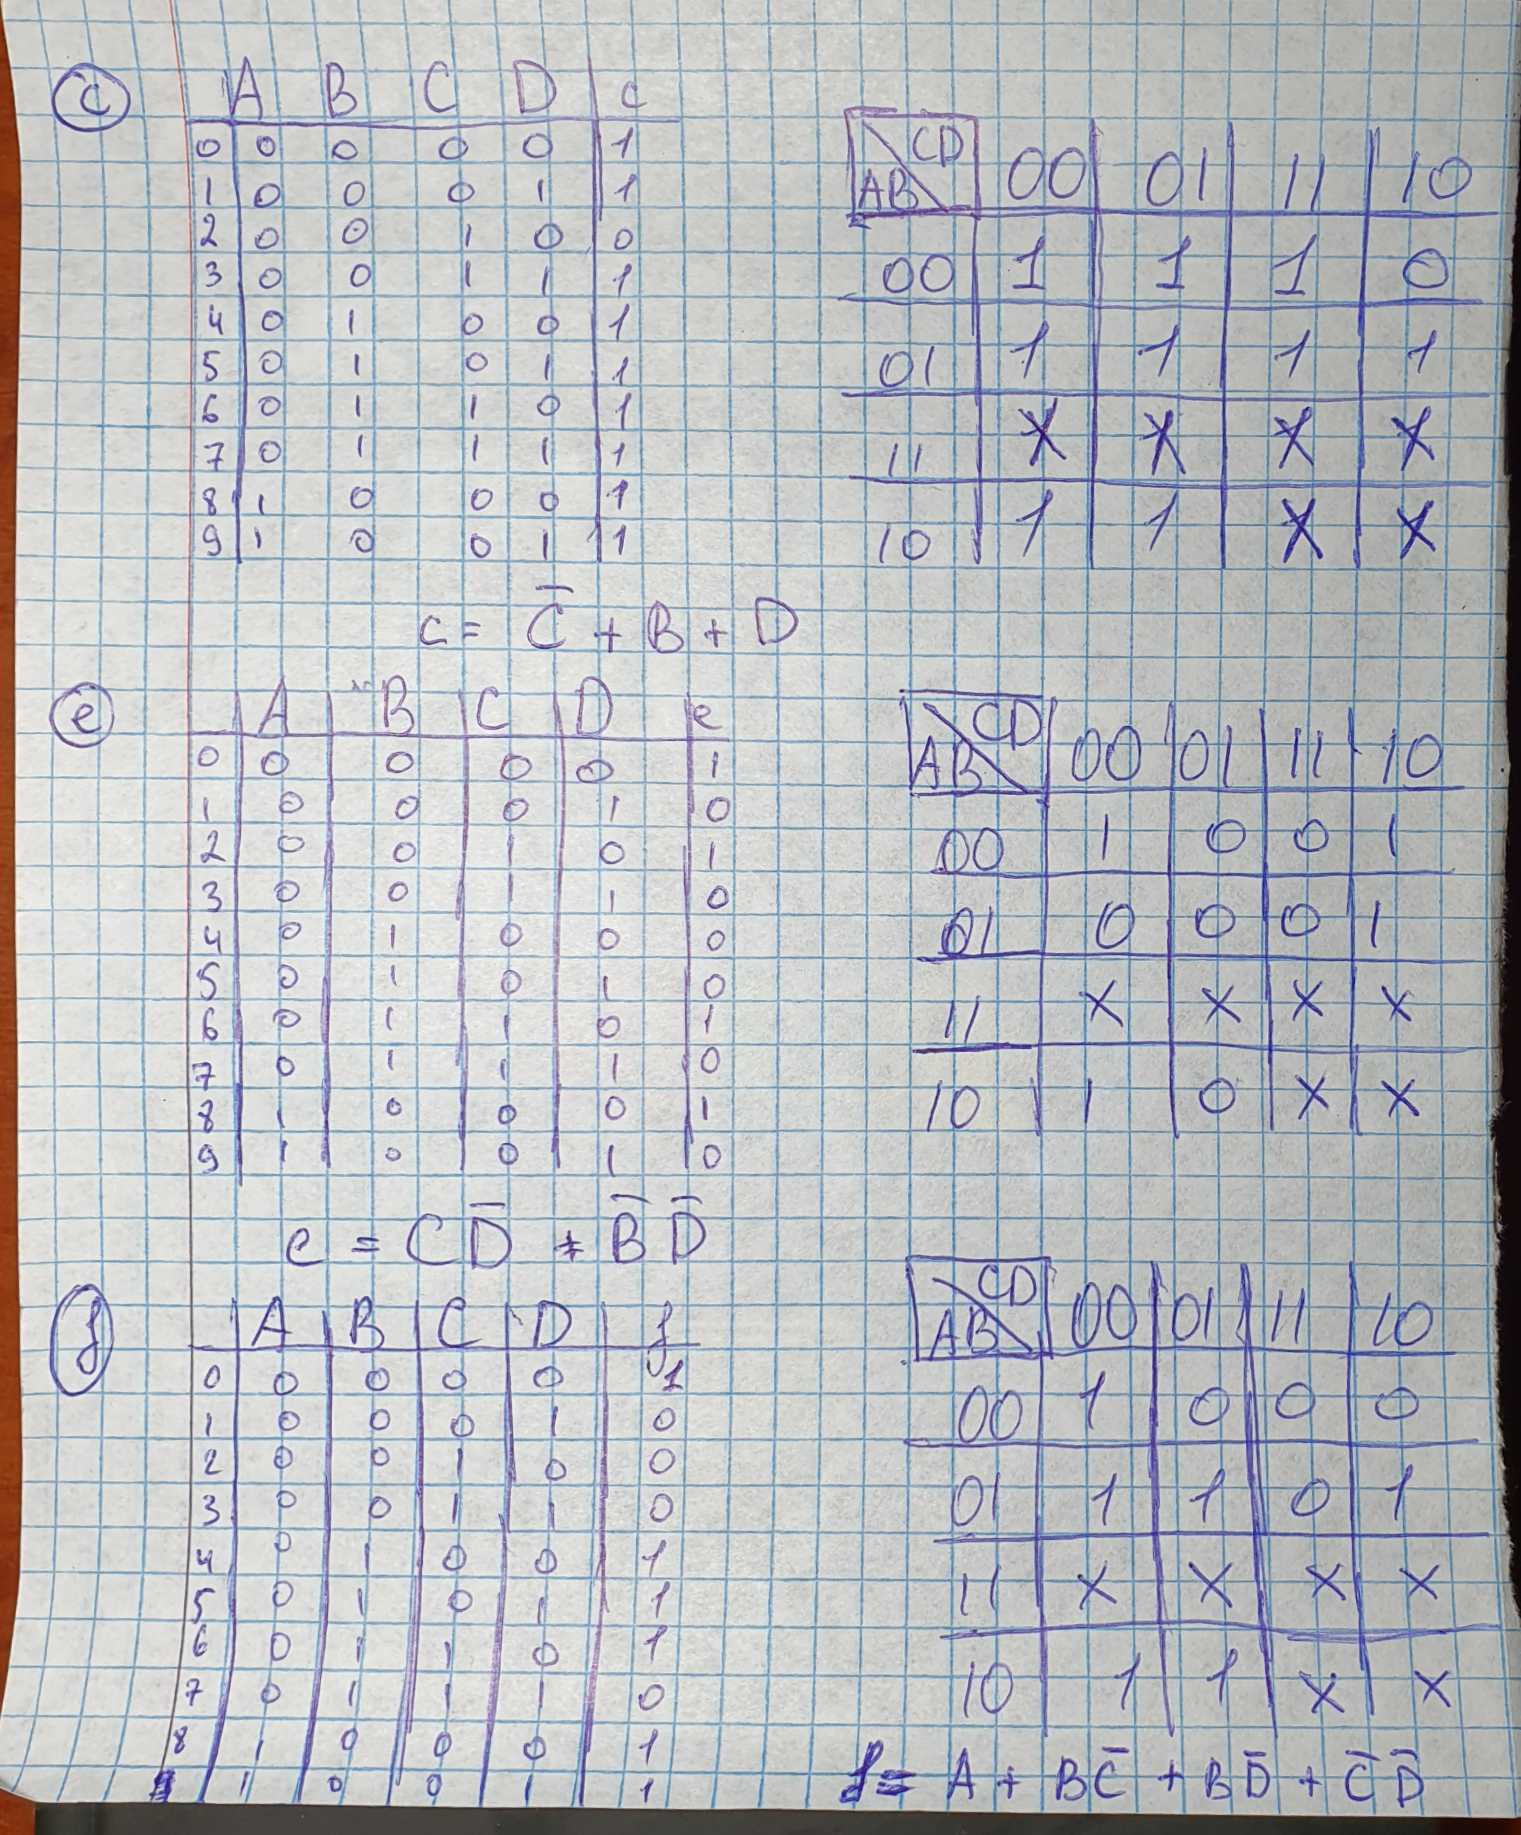 c
A B C D c
0 0 0 0 0 1
1 0 0 0 1 1
2 0 0 1 0 0
3 0 0 1 1 1
4 0 1 0 0 1
5 0 1 0 1 1
6 0 1 1 0 1
7 0 1 1 1 1
8 1 0 0 0 1
9 1 0 0 1 1
CD
AB 00 01 11 10
00 1 1 1 0
01 1 1 1 1
11 X X X X
10 1 1 X X
c = C̅ + B + D
e
A B C D e
0 0 0 0 0 1
1 0 0 0 1 0
2 0 0 1 0 1
3 0 0 1 1 0
4 0 1 0 0 0
5 0 1 0 1 0
6 0 1 1 0 1
7 0 1 1 1 0
8 1 0 0 0 1
9 1 0 0 1 0
CD
AB 00 01 11 10
00 1 0 0 1
01 0 0 0 1
11 X X X X
10 1 0 X X
e = CD̅ + B̅ D̅
f
A B C D f
0 0 0 0 0 1
1 0 0 0 1 0
2 0 0 1 0 0
3 0 0 1 1 0
4 0 1 0 0 1
5 0 1 0 1 1
6 0 1 1 0 1
7 0 1 1 1 0
8 1 0 0 0 1
9 1 0 0 1 1
CD
AB 00 01 11 10
00 1 0 0 0
01 1 1 0 1
11 X X X X
10 1 1 X X
f = A + BC̅ + BD̅ + C̅ D̅